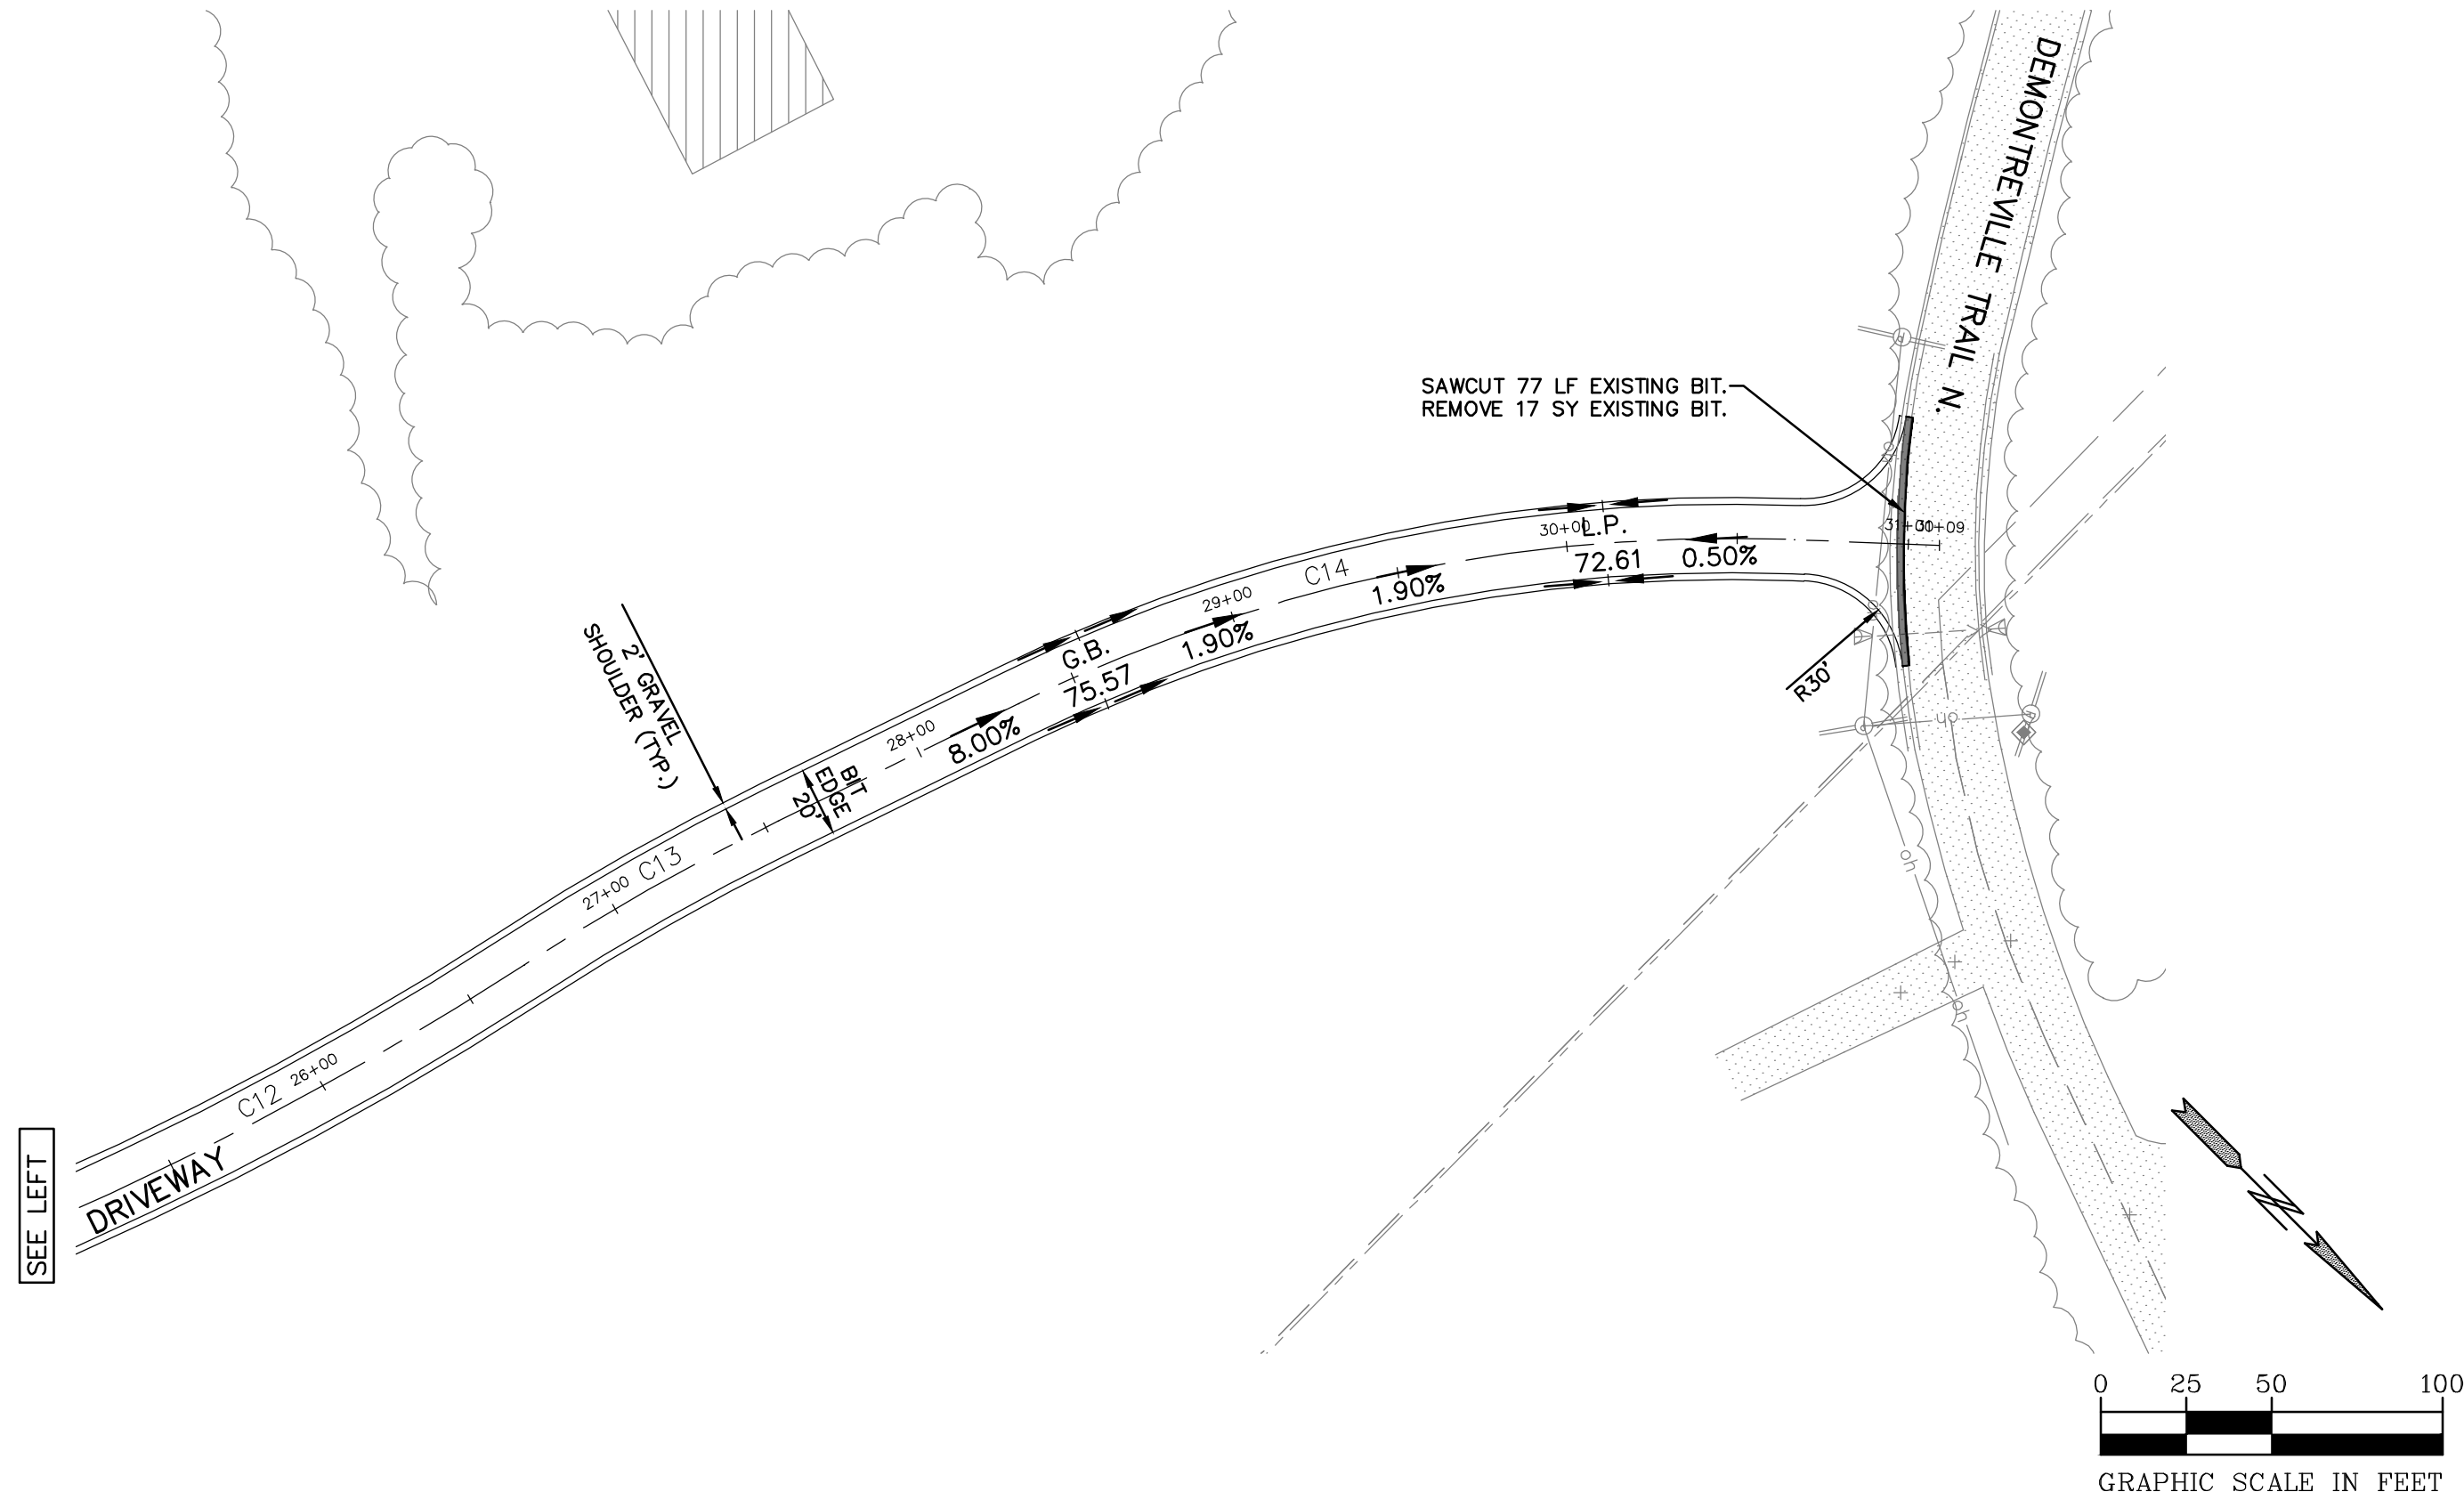 DEMONTREVILLE TRAIL N.
SAWCUT 77 LF EXISTING BIT.
REMOVE 17 SY EXISTING BIT.
30+00
L.P.
72.61
0.50%
31+09
C14
1.90%
29+00
1.90%
G.B.
75.57
28+00
8.00%
2' GRAVEL
SHOULDER (TYP.)
BIT
EDGE
20'
R30'
27+00
C13
26+00
C12
DRIVEWAY
SEE LEFT
0 25 50 100
GRAPHIC SCALE IN FEET